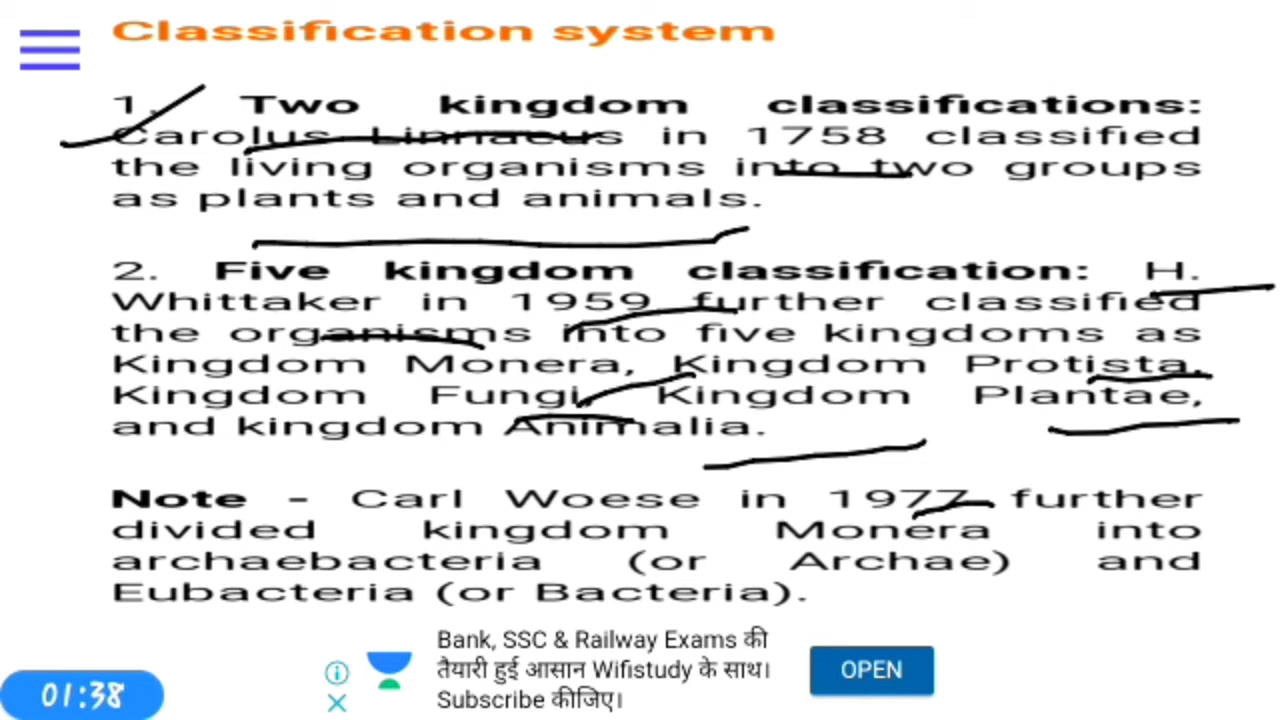 Classification system
1. Two kingdom classifications:
Carolus Linnaeus in 1758 classified
the living organisms into two groups
as plants and animals.
2. Five kingdom classification: H.
Whittaker in 1959 further classified
the organisms into five kingdoms as
Kingdom Monera, Kingdom Protista,
Kingdom Fungi, Kingdom Plantae,
and kingdom Animalia.
Note - Carl Woese in 1977 further
divided kingdom Monera into
archaebacteria (or Archae) and
Eubacteria (or Bacteria).
Bank, SSC & Railway Exams की
तैयारी हुई आसान Wifistudy के साथ।
Subscribe कीजिए।
OPEN
01:38